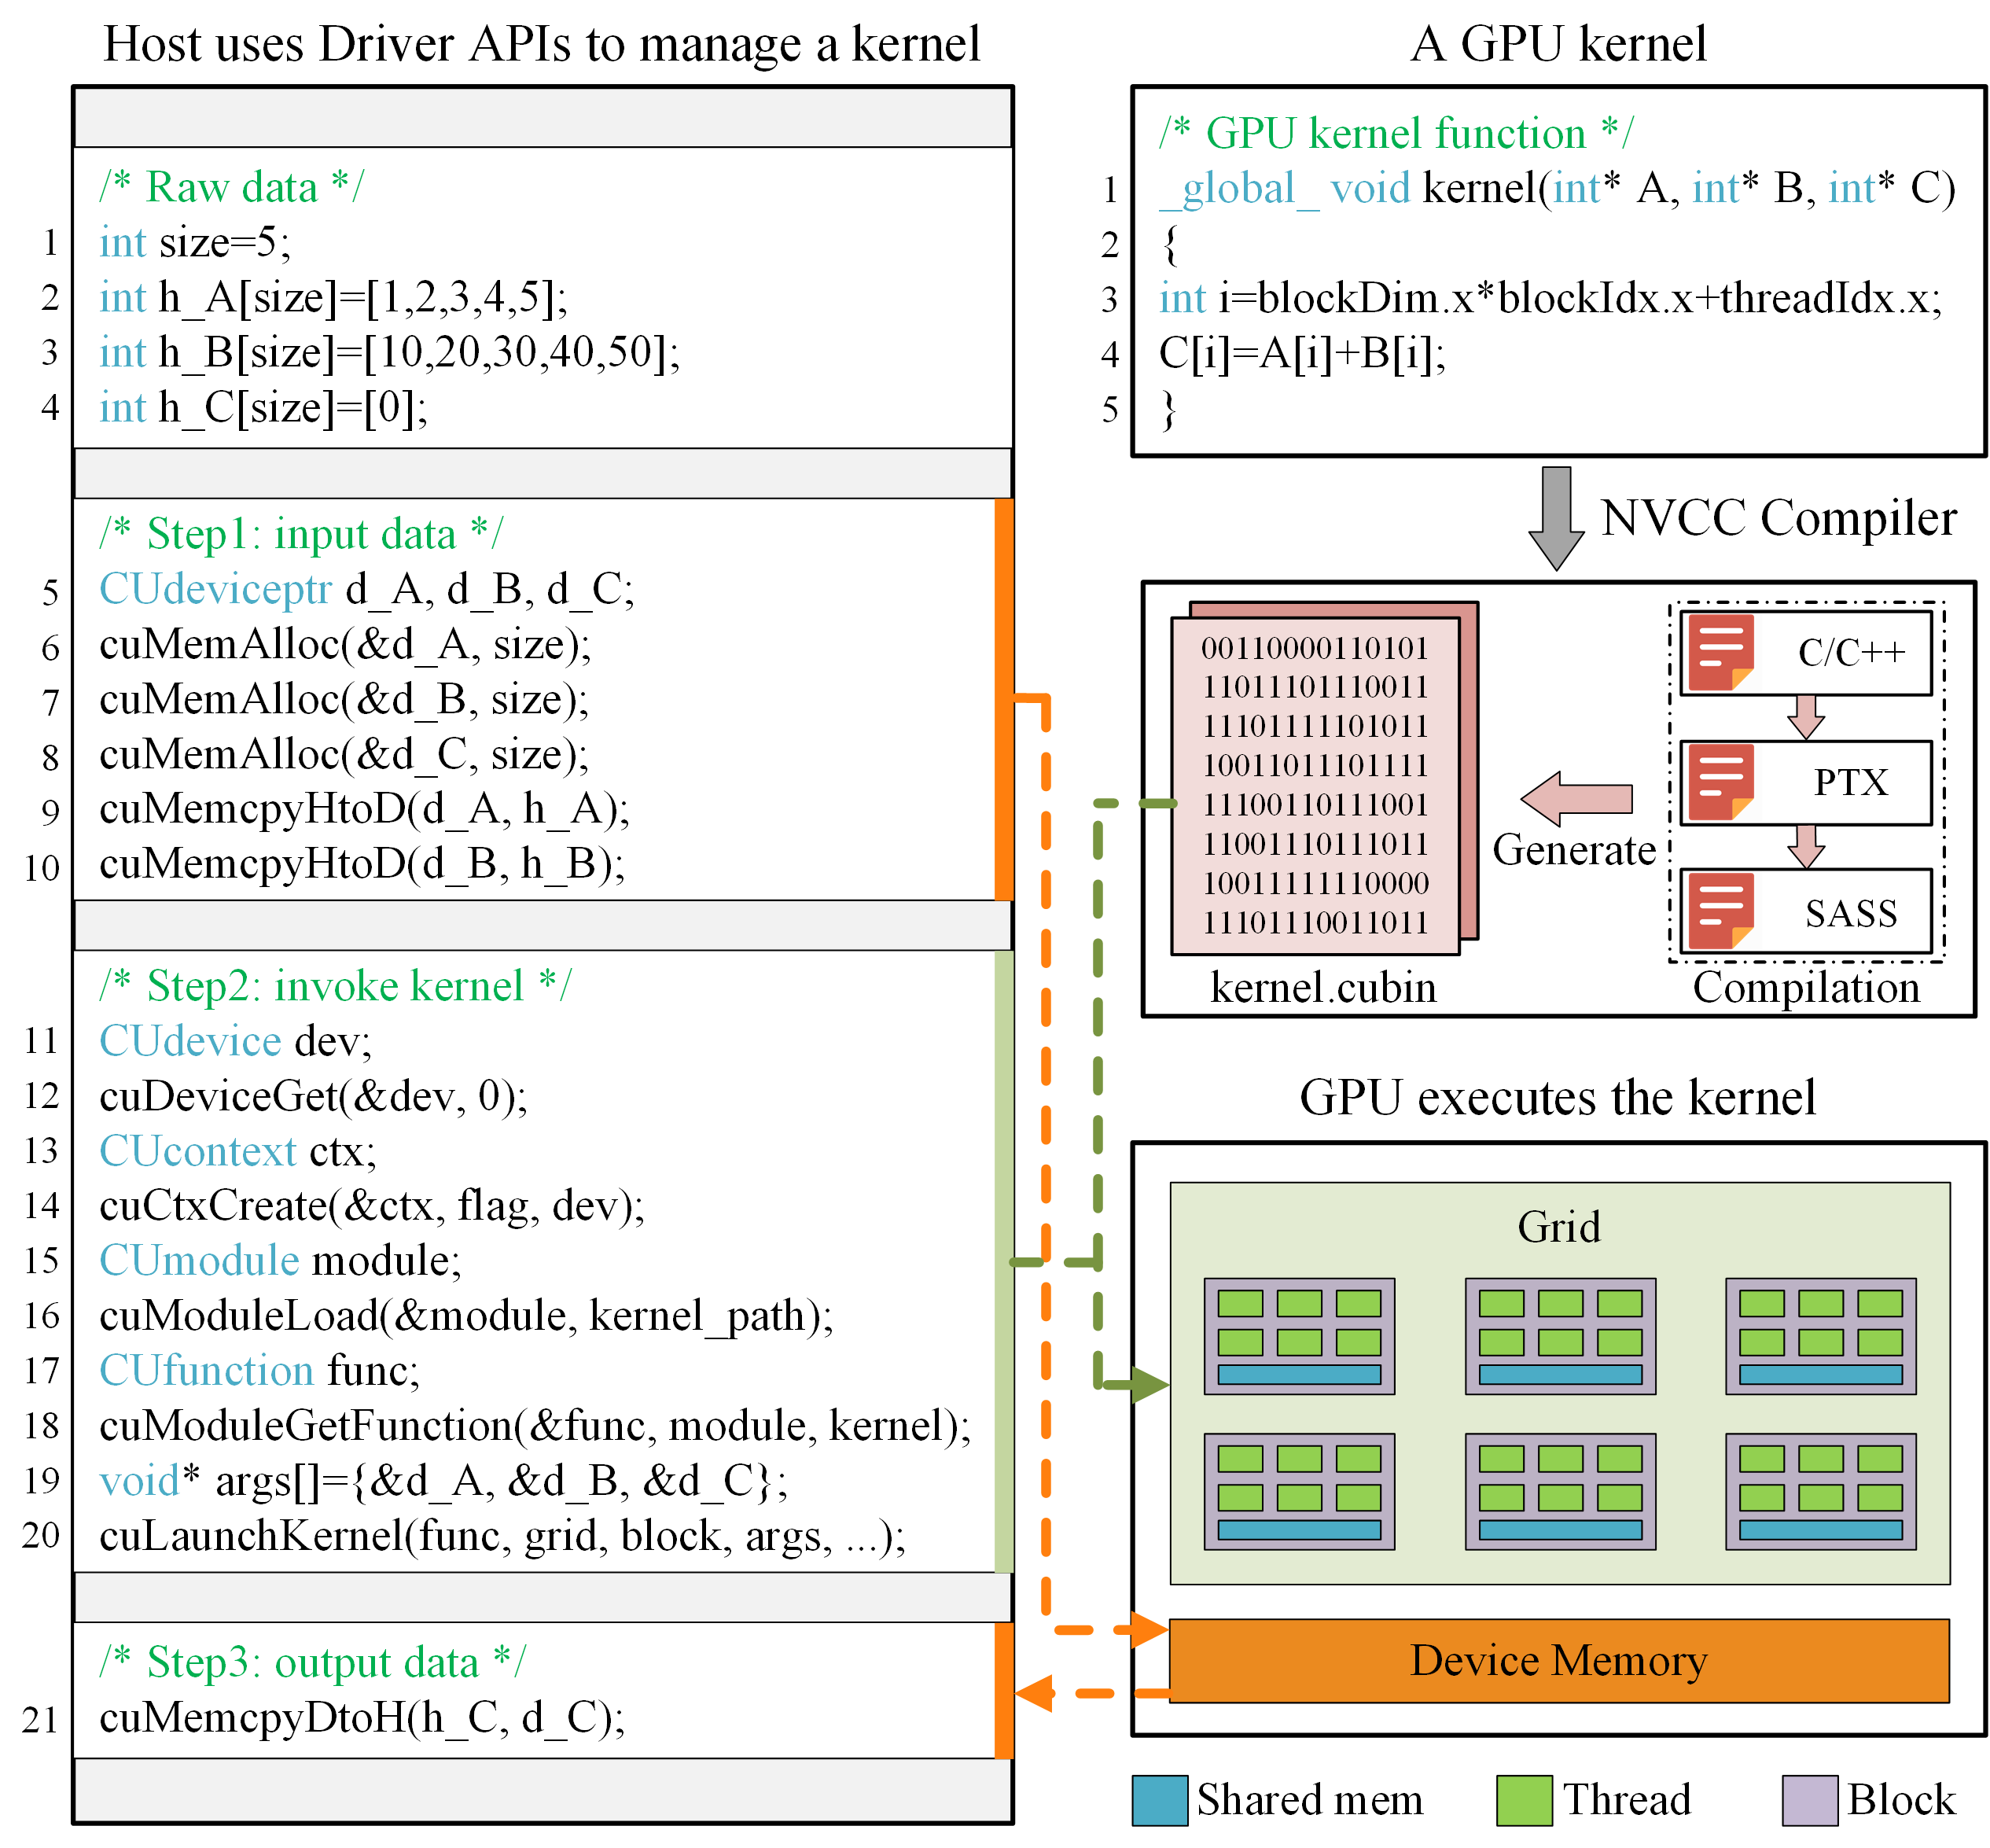 Host uses Driver APIs to manage a kernel
/* Raw data */
1 int size=5;
2 int h_A[size]=[1,2,3,4,5];
3 int h_B[size]=[10,20,30,40,50];
4 int h_C[size]=[0];
/* Step1: input data */
5 CUdeviceptr d_A, d_B, d_C;
6 cuMemAlloc(&d_A, size);
7 cuMemAlloc(&d_B, size);
8 cuMemAlloc(&d_C, size);
9 cuMemcpyHtoD(d_A, h_A);
10 cuMemcpyHtoD(d_B, h_B);
/* Step2: invoke kernel */
11 CUdevice dev;
12 cuDeviceGet(&dev, 0);
13 CUcontext ctx;
14 cuCtxCreate(&ctx, flag, dev);
15 CUmodule module;
16 cuModuleLoad(&module, kernel_path);
17 CUfunction func;
18 cuModuleGetFunction(&func, module, kernel);
19 void* args[]={&d_A, &d_B, &d_C};
20 cuLaunchKernel(func, grid, block, args, ...);
/* Step3: output data */
21 cuMemcpyDtoH(h_C, d_C);
A GPU kernel
/* GPU kernel function */
1 _global_ void kernel(int* A, int* B, int* C)
2 {
3 int i=blockDim.x*blockIdx.x+threadIdx.x;
4 C[i]=A[i]+B[i];
5 }
NVCC Compiler
00110000110101
11011101110011
11101111101011
10011011101111
11100110111001
11001110111011
10011111110000
11101110011011
kernel.cubin
Generate
C/C++
PTX
SASS
Compilation
GPU executes the kernel
Grid
Device Memory
Shared mem
Thread
Block